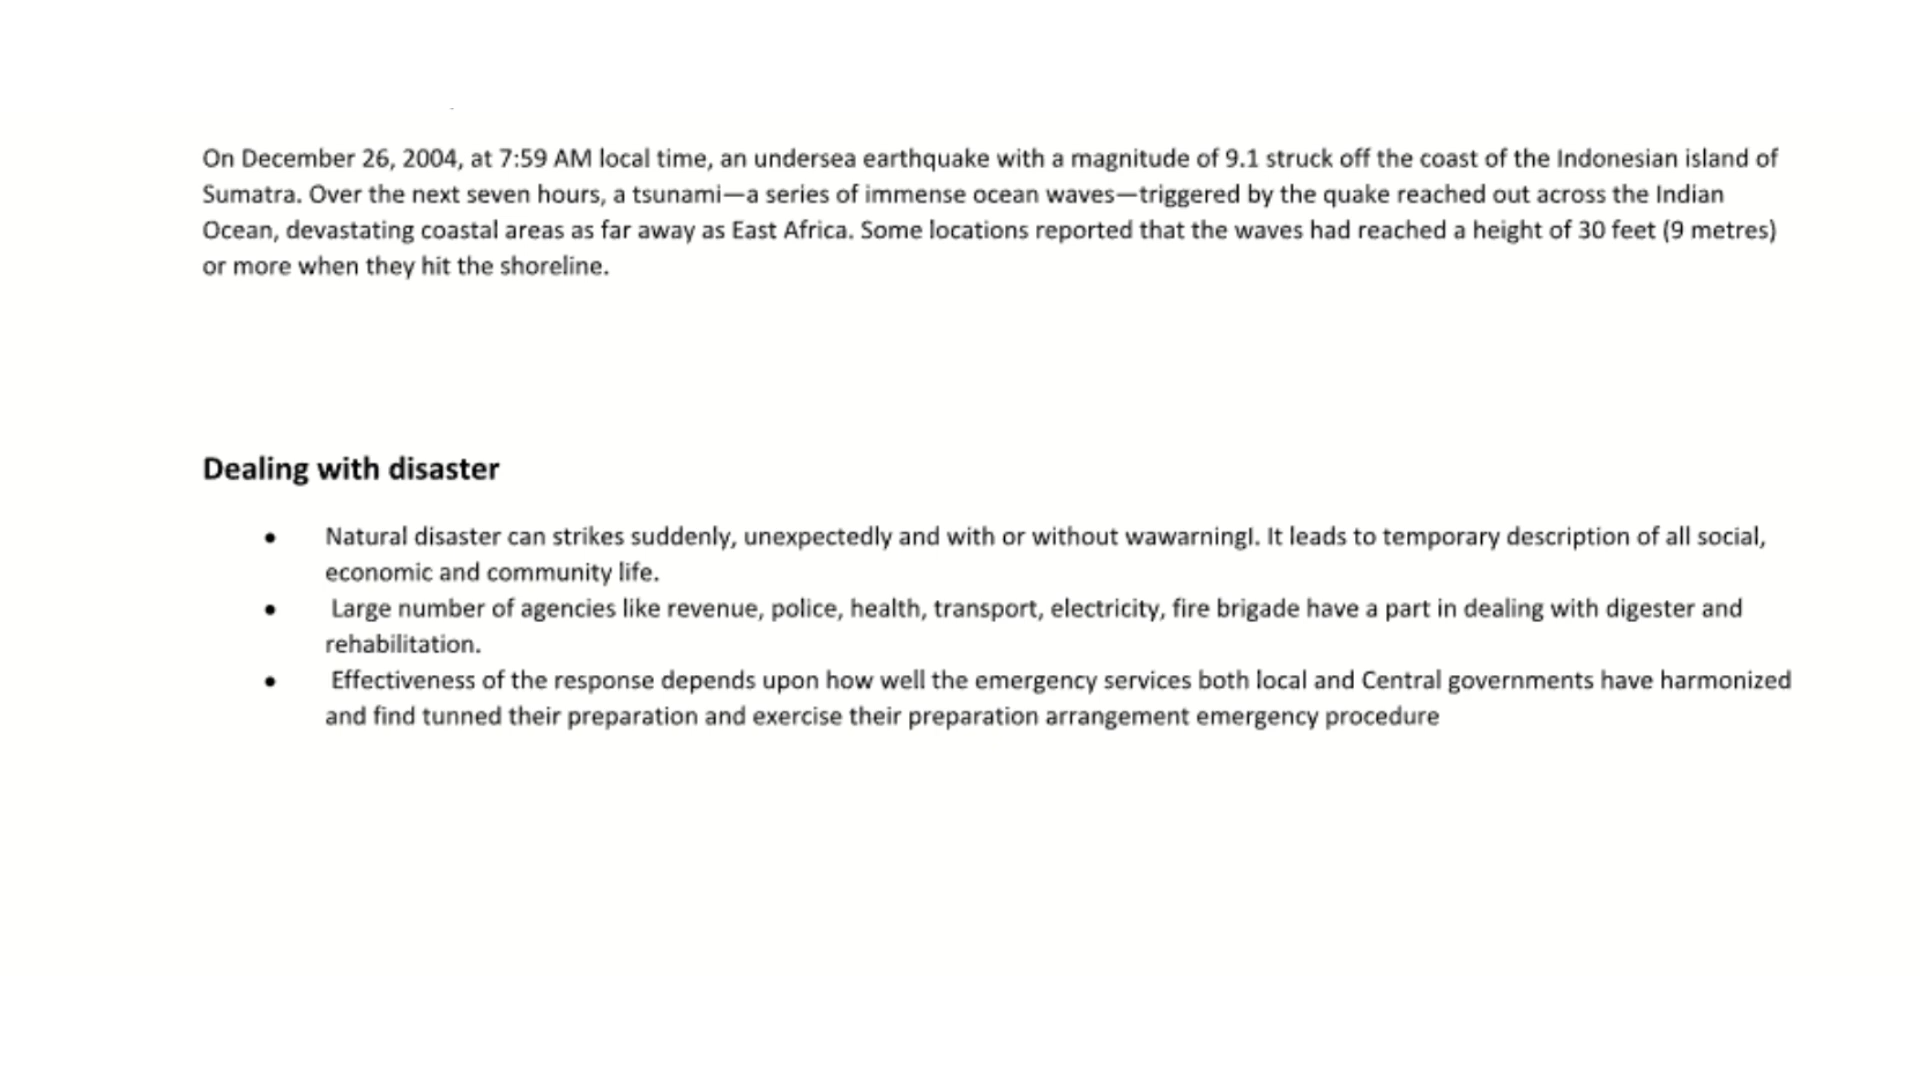 On December 26, 2004, at 7:59 AM local time, an undersea earthquake with a magnitude of 9.1 struck off the coast of the Indonesian island of
Sumatra. Over the next seven hours, a tsunami—a series of immense ocean waves—triggered by the quake reached out across the Indian
Ocean, devastating coastal areas as far away as East Africa. Some locations reported that the waves had reached a height of 30 feet (9 metres)
or more when they hit the shoreline.
Dealing with disaster
• Natural disaster can strikes suddenly, unexpectedly and with or without wawarningl. It leads to temporary description of all social,
economic and community life.
• Large number of agencies like revenue, police, health, transport, electricity, fire brigade have a part in dealing with digester and
rehabilitation.
• Effectiveness of the response depends upon how well the emergency services both local and Central governments have harmonized
and find tunned their preparation and exercise their preparation arrangement emergency procedure